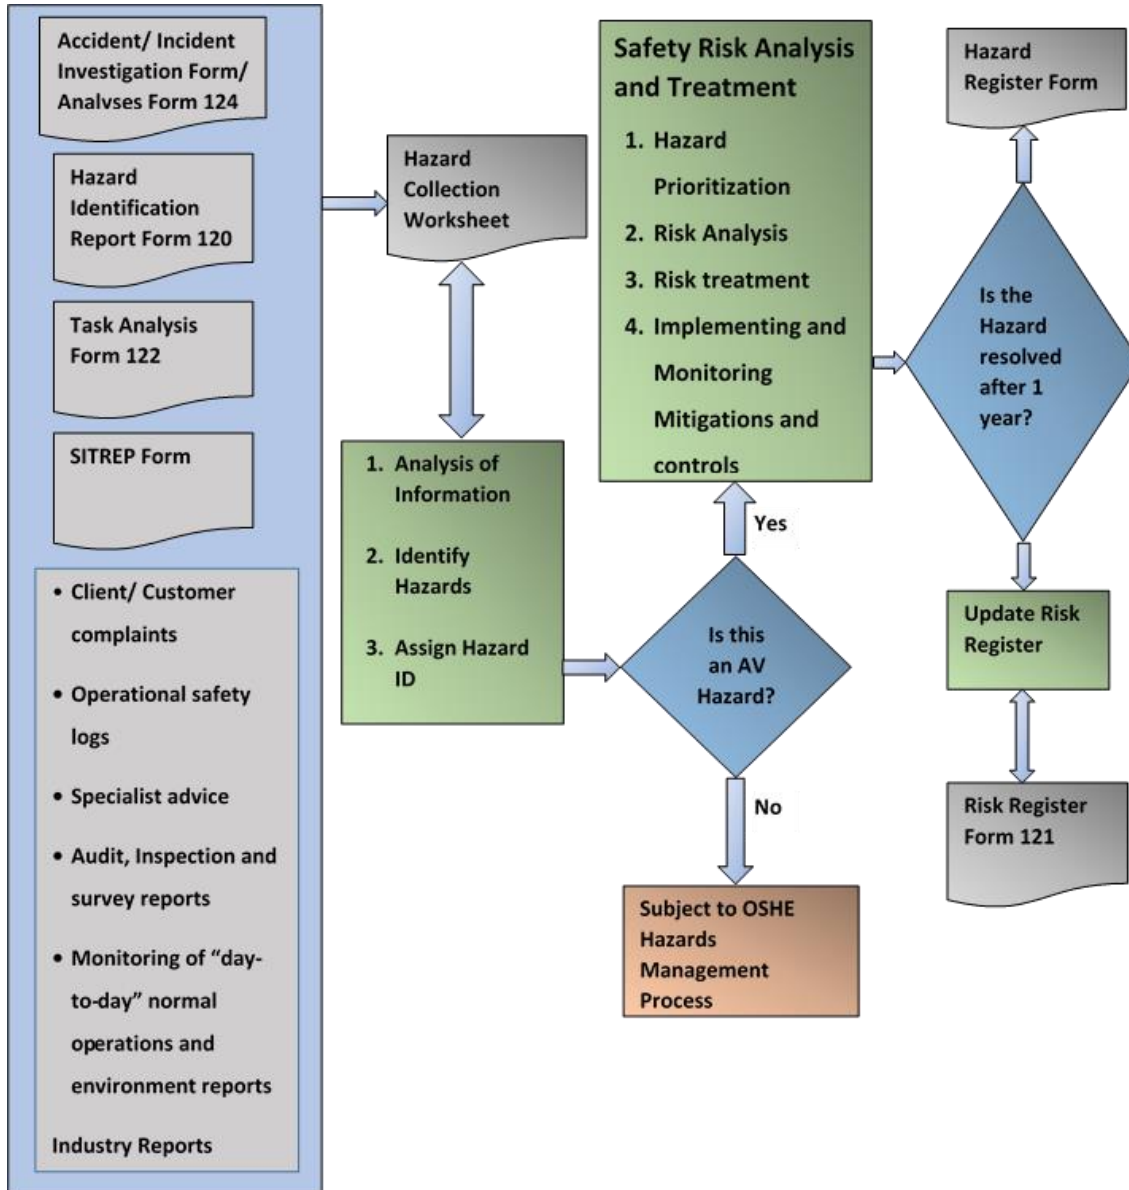 Accident/ Incident
Investigation Form/
Analvses Form 124
Hazard
Identification
Report Form 120
Task Analysis
Form 122
SITREP Form
• Client/ Customer
complaints
• Operational safety
logs
• Specialist advice
• Audit, Inspection and
survey reports
• Monitoring of “day-
to-day” normal
operations and
environment reports
Industry Reports
Hazard
Collection
Worksheet
1. Analysis of
Information
2. Identify
Hazards
3. Assign Hazard
ID
Safety Risk Analysis
and Treatment
1. Hazard
Prioritization
2. Risk Analysis
3. Risk treatment
4. Implementing and
Monitoring
Mitigations and
controls
Yes
Is this
an AV
Hazard?
No
Subject to OSHE
Hazards
Management
Process
Hazard
Register Form
Is the
Hazard
resolved
after 1
year?
Update Risk
Register
Risk Register
Form 121